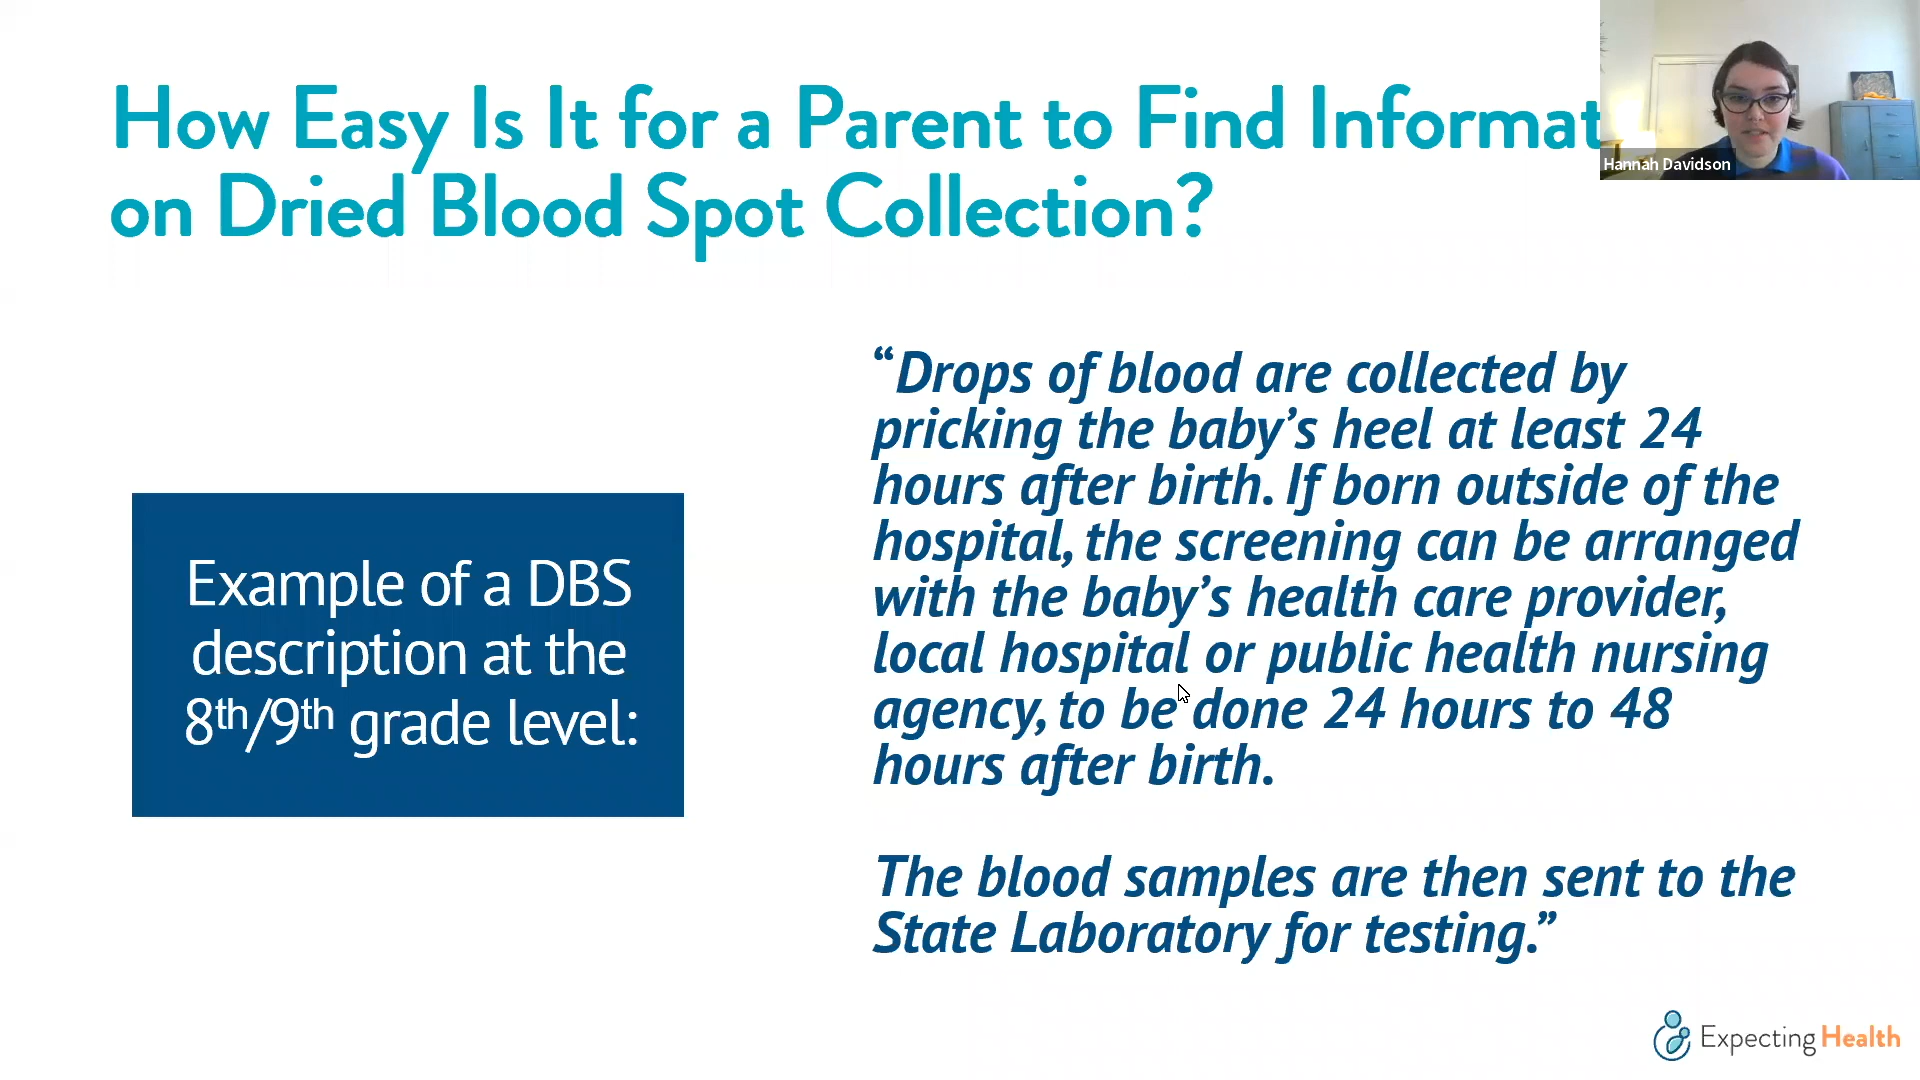 How Easy Is It for a Parent to Find Informat
on Dried Blood Spot Collection?
Hannah Davidson
Example of a DBS
description at the
8th/9th grade level:
“Drops of blood are collected by
pricking the baby’s heel at least 24
hours after birth. If born outside of the
hospital, the screening can be arranged
with the baby’s health care provider,
local hospital or public health nursing
agency, to be done 24 hours to 48
hours after birth.
The blood samples are then sent to the
State Laboratory for testing.”
Expecting Health